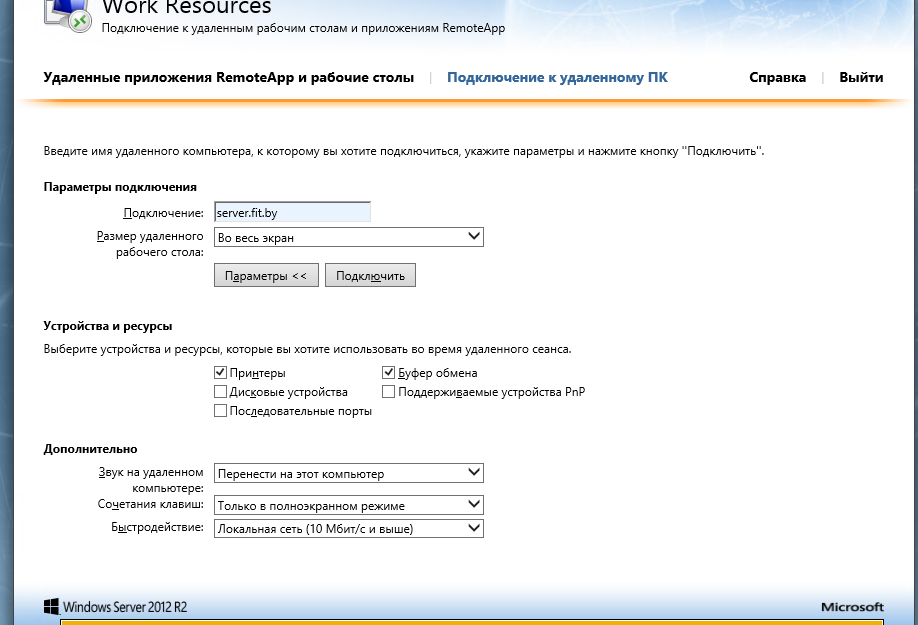 Work Resources
Подключение к удаленным рабочим столам и приложениям RemoteApp
Удаленные приложения RemoteApp и рабочие столы | Подключение к удаленному ПК Справка | Выйти
Введите имя удаленного компьютера, к которому вы хотите подключиться, укажите параметры и нажмите кнопку "Подключить".
Параметры подключения
Подключение: server.fit.by
Размер удаленного Во весь экран
рабочего стола:
Параметры << Подключить
Устройства и ресурсы
Выберите устройства и ресурсы, которые вы хотите использовать во время удаленного сеанса.
Принтеры Буфер обмена
Дисковые устройства Поддерживаемые устройства PnP
Последовательные порты
Дополнительно
Звук на удаленном Перенести на этот компьютер
компьютере:
Сочетания клавиш: Только в полноэкранном режиме
Быстродействие: Локальная сеть (10 Мбит/с и выше)
Windows Server 2012 R2 Microsoft